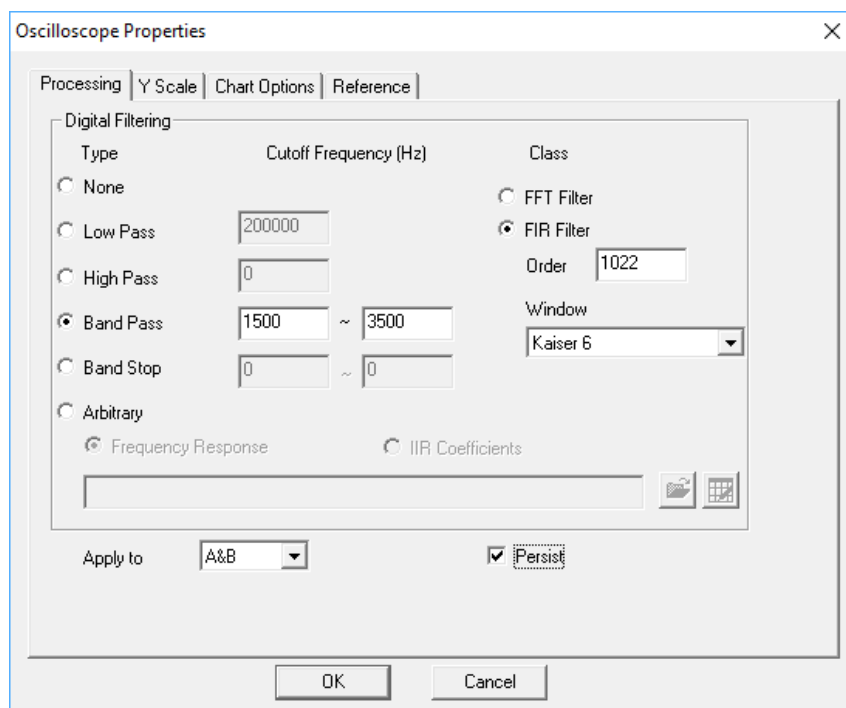 Oscilloscope Properties
Processing Y Scale Chart Options Reference
Digital Filtering
Type Cutoff Frequency (Hz) Class
None
FFT Filter
Low Pass 200000
FIR Filter
Order 1022
High Pass 0
Window
Band Pass 1500 ~ 3500
Kaiser 6
Band Stop 0 ~ 0
Arbitrary
Frequency Response IIR Coefficients
Apply to A&B Persist
OK Cancel